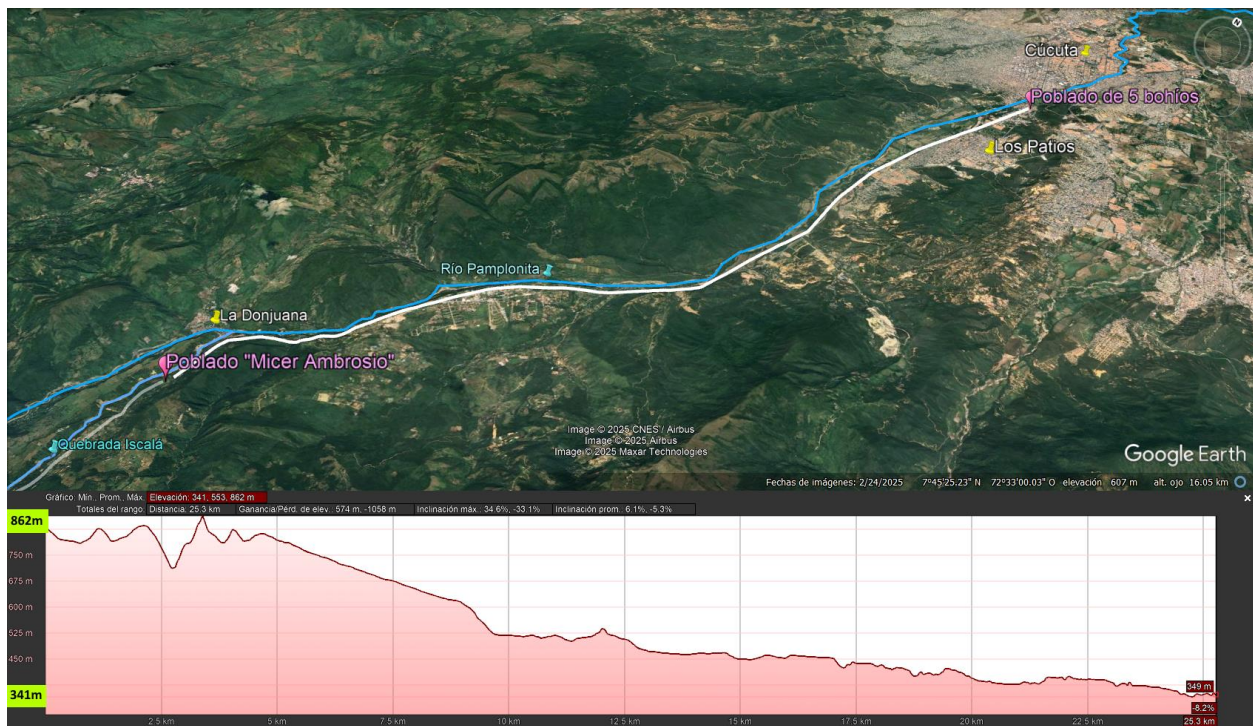 Cúcuta
Poblado de 5 bohíos
Los Patios
Río Pamplonita
La Donjuana
Poblado "Micer Ambrosio"
Quebrada Iscalá
Image © 2025 CNES / Airbus
Image © 2025 Airbus
Image © 2025 Maxar Technologies
Google Earth
Fechas de imágenes: 2/24/2025 7°45'25.23" N 72°33'00.03" O elevación 607 m alt. ojo 16.05 km
Gráfico: Mín., Prom., Máx. Elevación: 341, 553, 862 m
Totales del rango: Distancia: 25.3 km Ganancia/Pérd. de elev.: 574 m, -1058 m Inclinación máx.: 34.6%, -33.1% Inclinación prom.: 6.1%, -5.3%
862m
750 m
675 m
600 m
525 m
450 m
341m
349 m
-8.2%
2.5 km 5 km 7.5 km 10 km 12.5 km 15 km 17.5 km 20 km 22.5 km 25.3 km